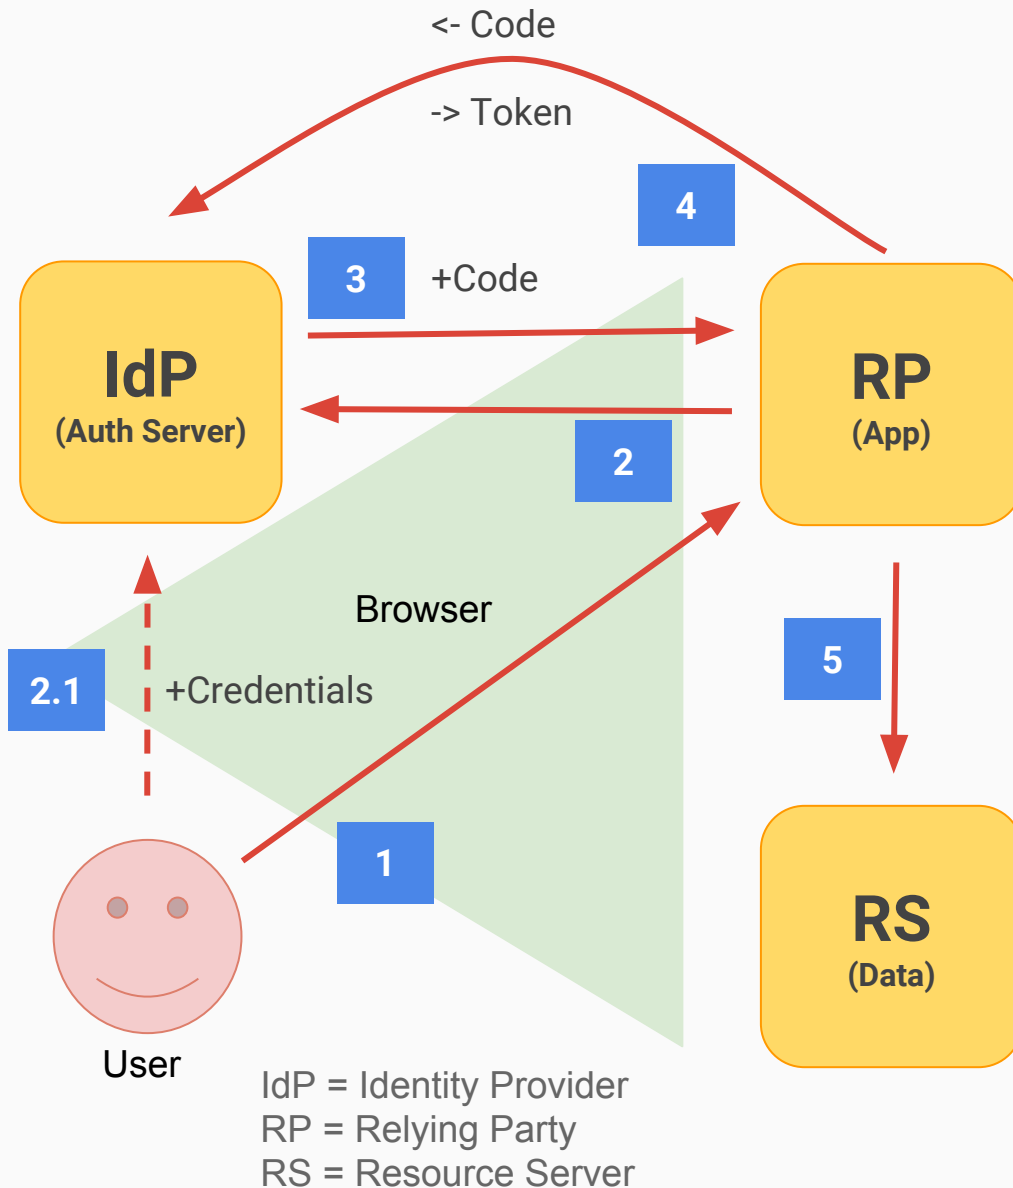 <- Code
-> Token
4
3
+Code
IdP
(Auth Server)
RP
(App)
2
Browser
2.1
+Credentials
5
1
RS
(Data)
User
IdP = Identity Provider
RP = Relying Party
RS = Resource Server